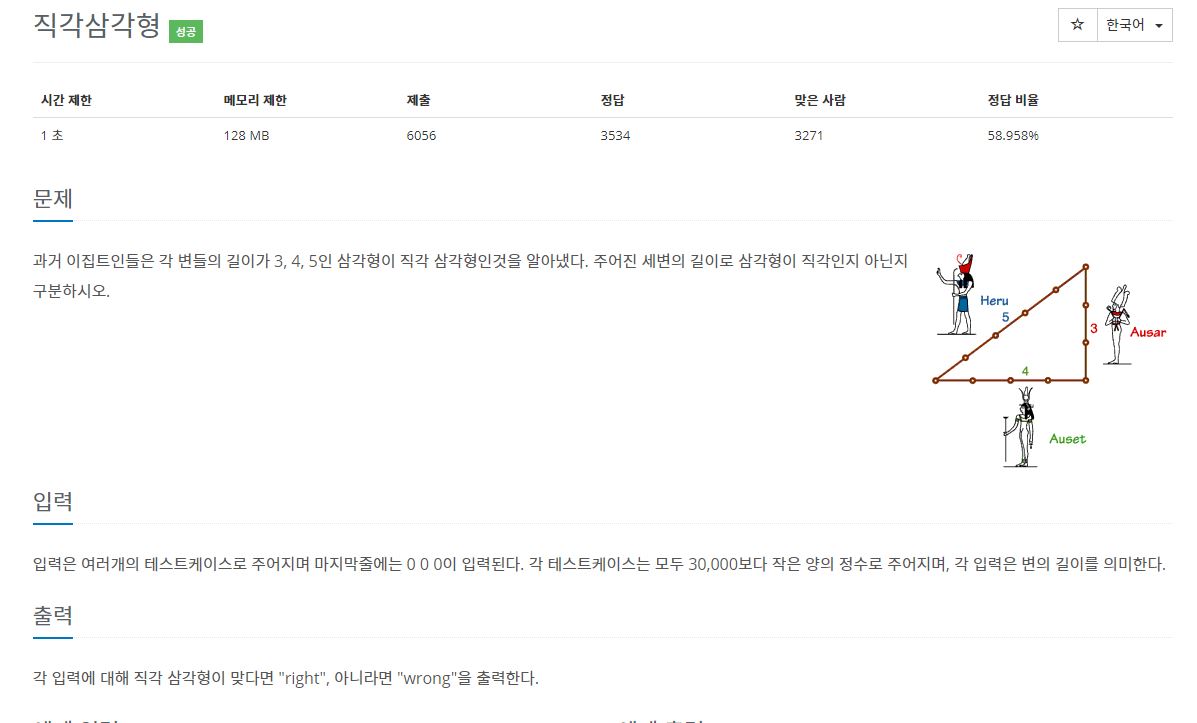 직각삼각형 성공
☆ 한국어
시간 제한 메모리 제한 제출 정답 맞은 사람 정답 비율
1 초 128 MB 6056 3534 3271 58.958%
문제
과거 이집트인들은 각 변들의 길이가 3, 4, 5인 삼각형이 직각 삼각형인것을 알아냈다. 주어진 세변의 길이로 삼각형이 직각인지 아닌지
구분하시오.
Heru
5
3
Ausar
4
Auset
입력
입력은 여러개의 테스트케이스로 주어지며 마지막줄에는 0 0 0이 입력된다. 각 테스트케이스는 모두 30,000보다 작은 양의 정수로 주어지며, 각 입력은 변의 길이를 의미한다.
출력
각 입력에 대해 직각 삼각형이 맞다면 "right", 아니라면 "wrong"을 출력한다.